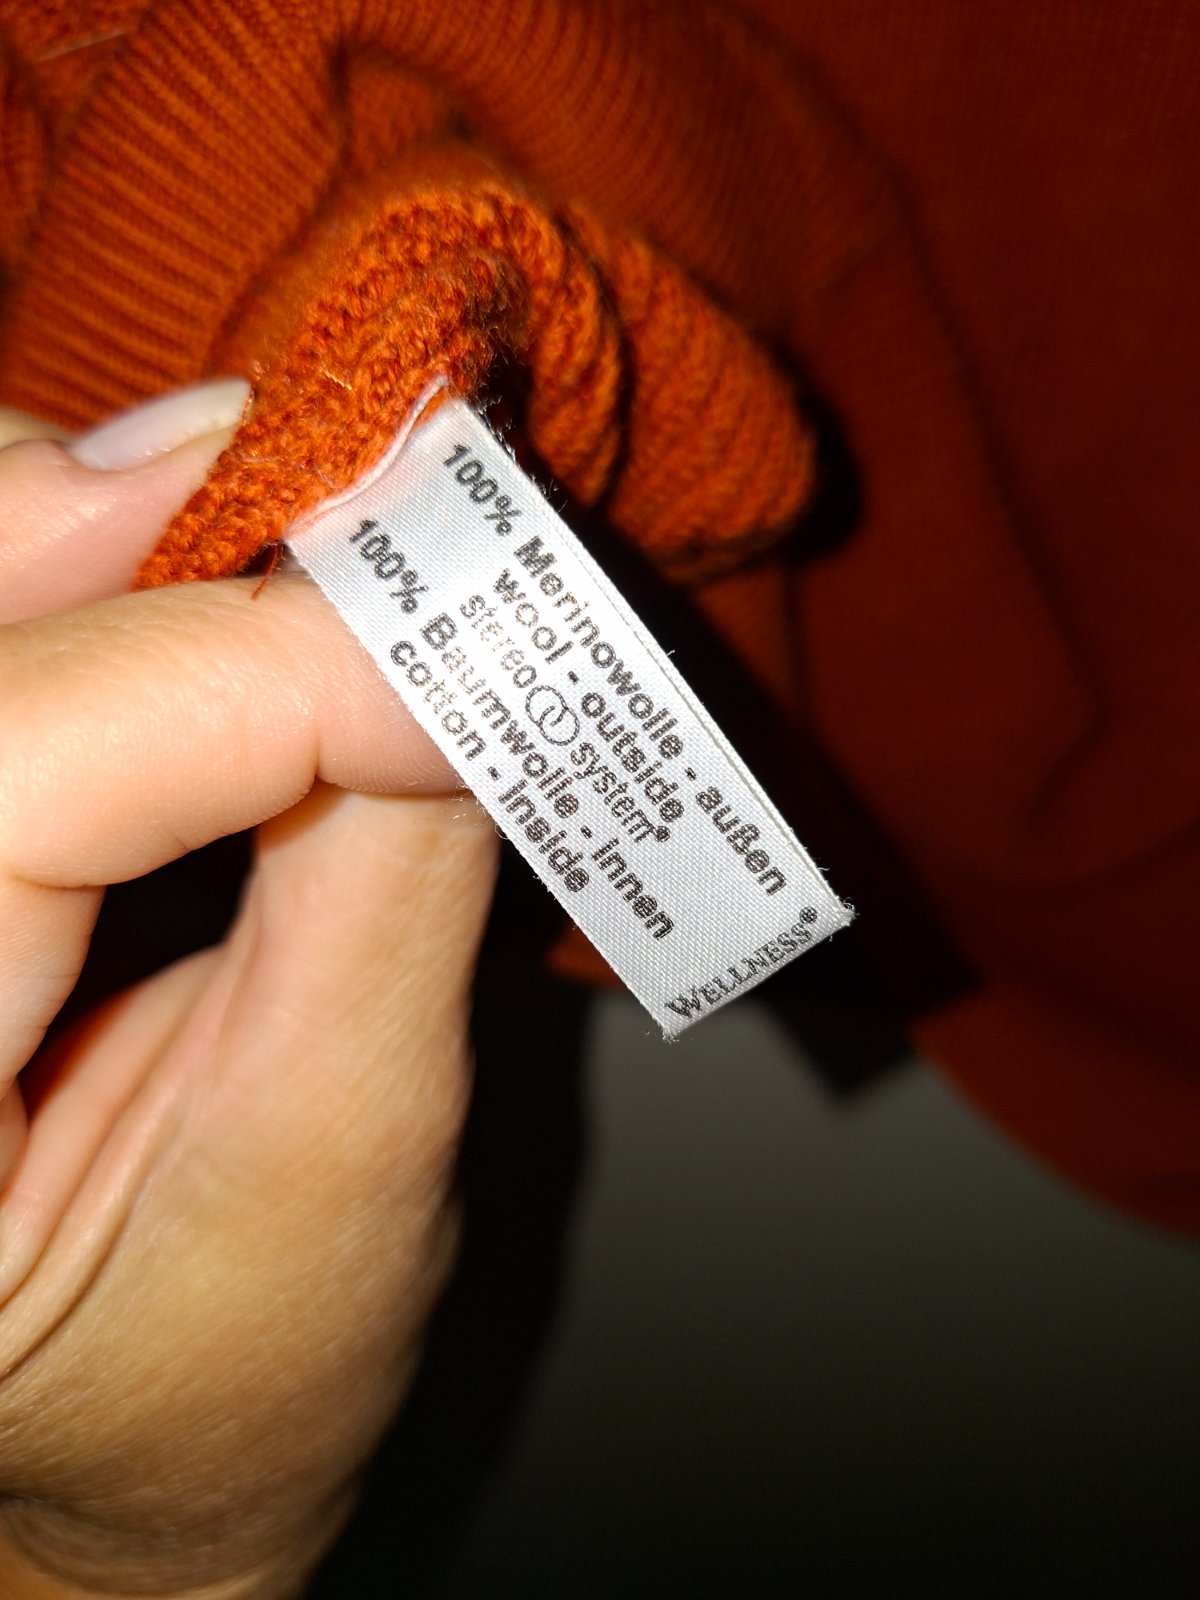 100% Merinowolle - außen
wool - outside
stereo system®
100% Baumwolle - innen
cotton - inside
WELLNESS®